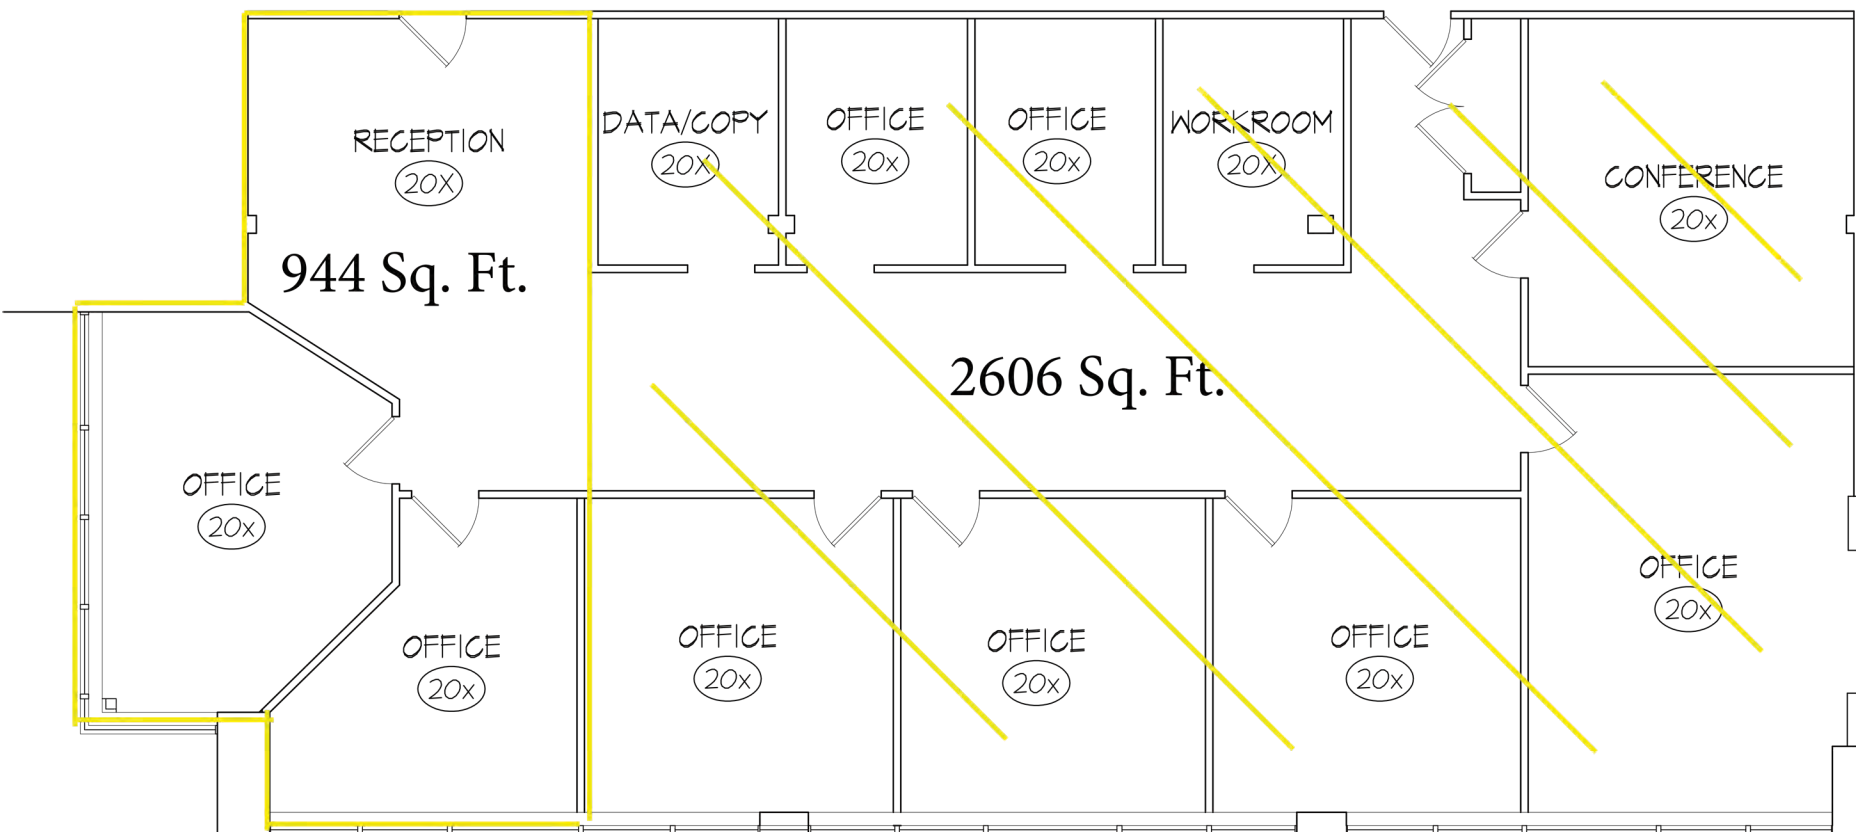 RECEPTION
20X
DATA/COPY
20X
OFFICE
20x
OFFICE
20x
WORKROOM
20X
CONFERENCE
20x
944 Sq. Ft.
2606 Sq. Ft.
OFFICE
20x
OFFICE
20x
OFFICE
20x
OFFICE
20x
OFFICE
20x
OFFICE
20x